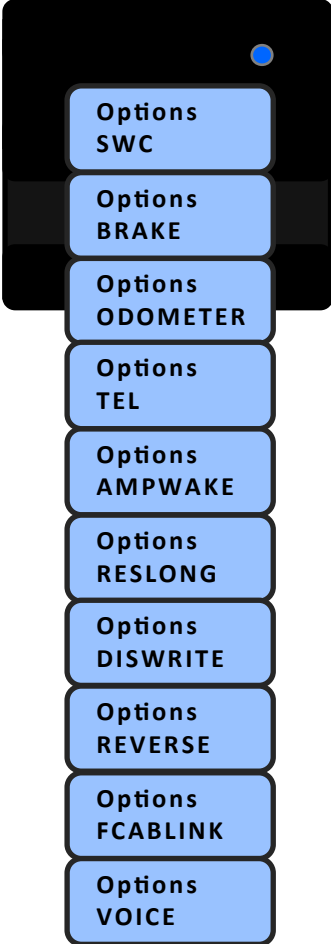 Options
SWC
Options
BRAKE
Options
ODOMETER
Options
TEL
Options
AMPWAKE
Options
RESLONG
Options
DISWRITE
Options
REVERSE
Options
FCABLINK
Options
VOICE